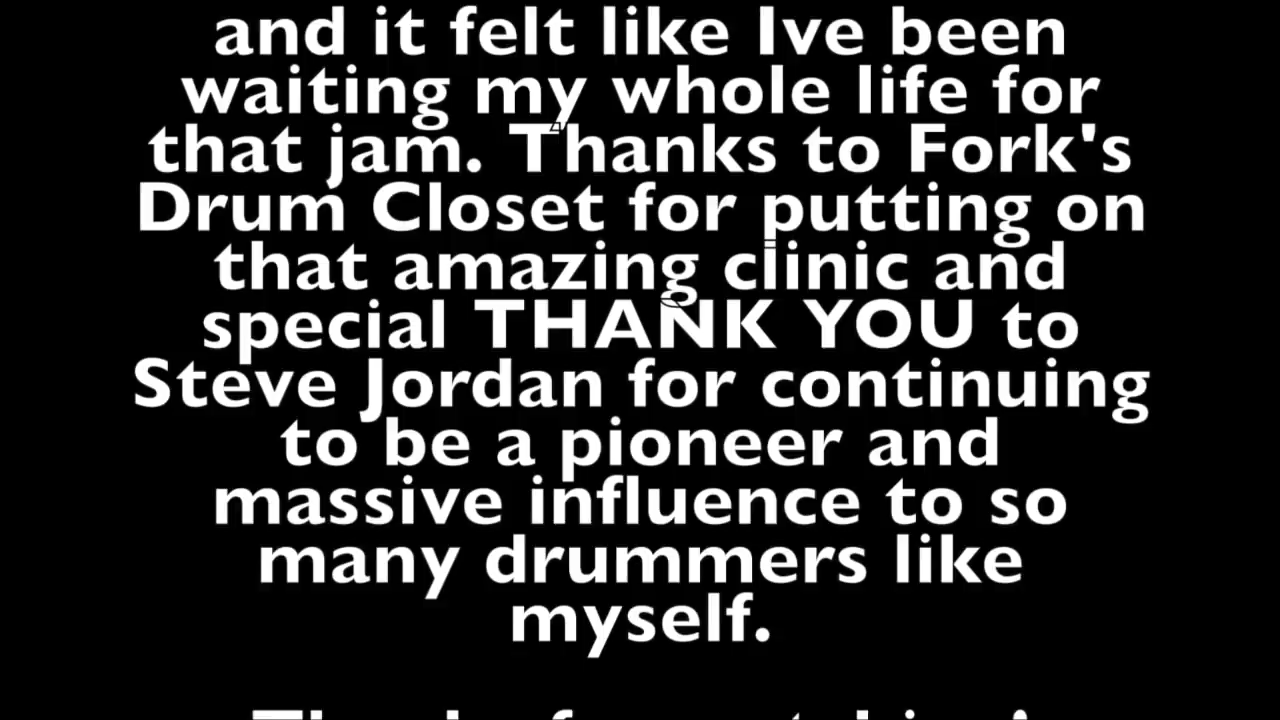 and it felt like Ive been
waiting my whole life for
that jam. Thanks to Fork's
Drum Closet for putting on
that amazing clinic and
special THANK YOU to
Steve Jordan for continuing
to be a pioneer and
massive influence to so
many drummers like
myself.